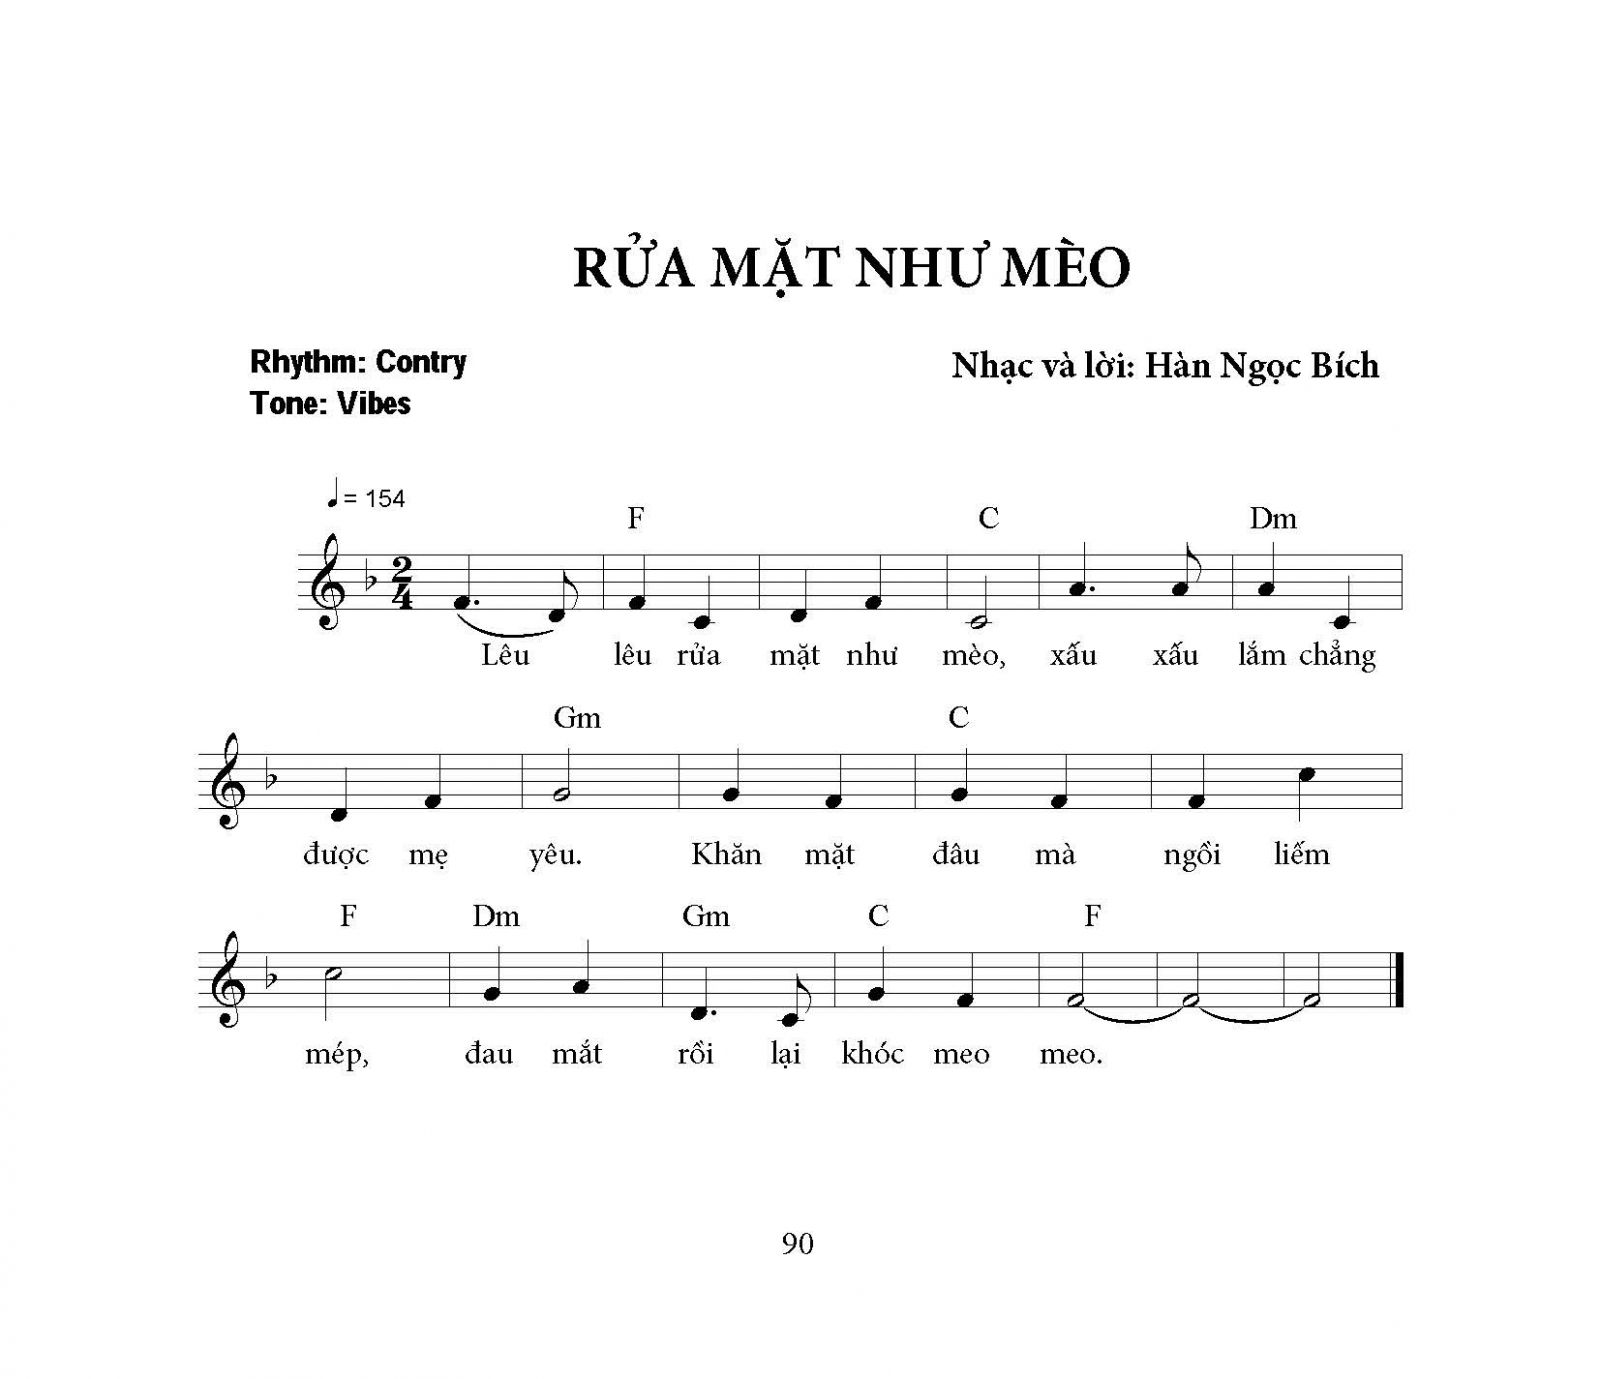 RỬA MẶT NHƯ MÈO
Rhythm: Contry
Nhạc và lời: Hàn Ngọc Bích
Tone: Vibes
= 154
F C Dm
2
4
Lêu lêu rửa mặt như mèo, xấu xấu lắm chẳng
Gm C
được mẹ yêu. Khăn mặt đâu mà ngồi liếm
F Dm Gm C F
mép, đau mắt rồi lại khóc meo meo.
90